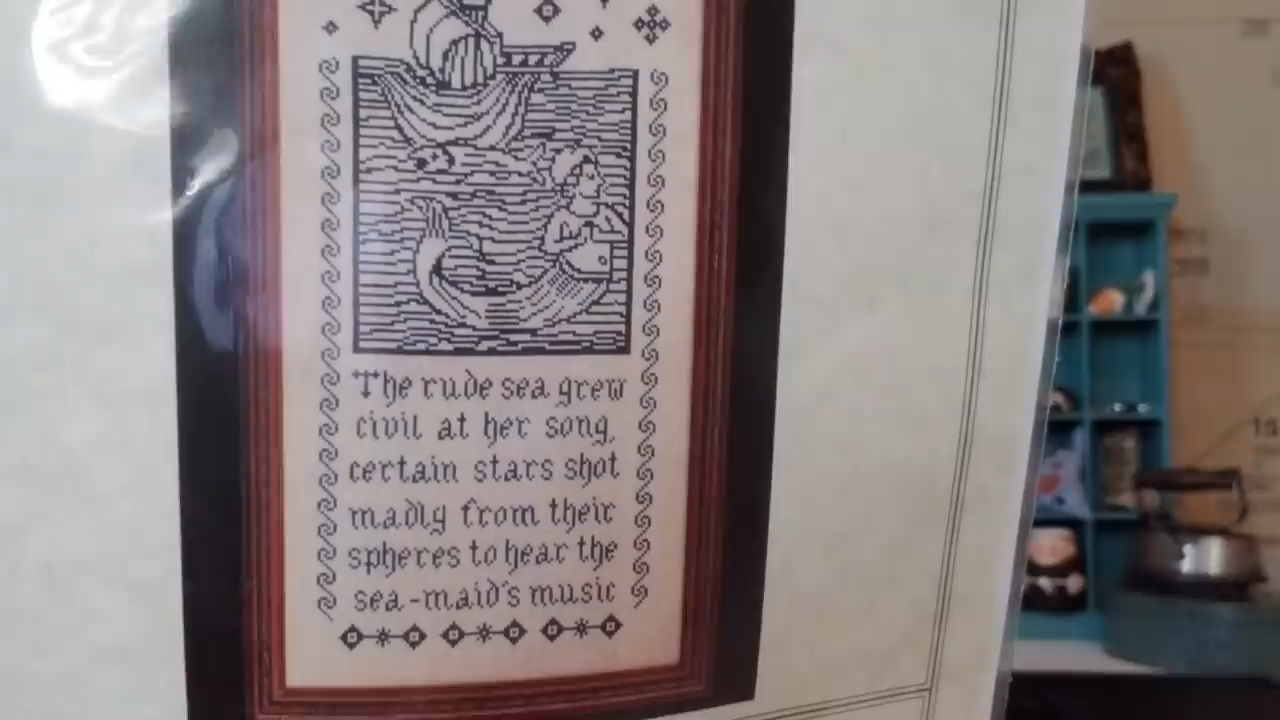 The rude sea grew
civil at her song,
certain stars shot
madly from their
spheres to hear the
sea-maid's music